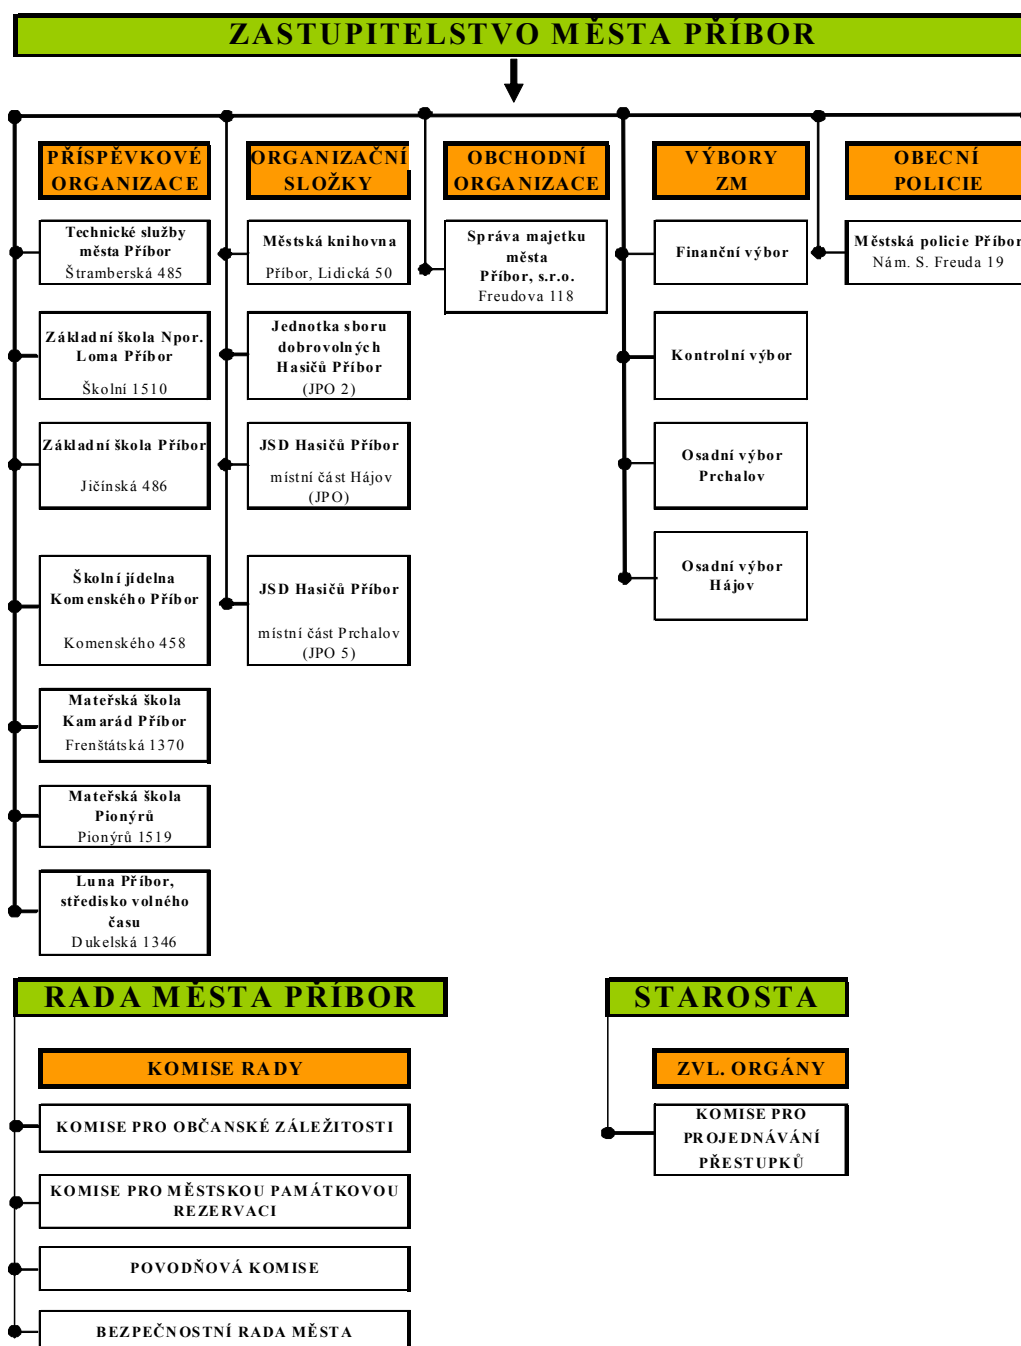 ZASTUPITELSTVO MĚSTA PŘÍBOR
PŘÍSPĚVKOVÉ
ORGANIZACE
Technické služby
města Příbor
Štramberská 485
Základní škola Npor.
Loma Příbor
Školní 1510
Základní škola Příbor
Jičínská 486
Školní jídelna
Komenského Příbor
Komenského 458
Mateřská škola
Kamarád Příbor
Frenštátská 1370
Mateřská škola
Pionýrů
Pionýrů 1519
Luna Příbor,
středisko volného
času
Dukelská 1346
ORGANIZAČNÍ
SLOŽKY
Městská knihovna
Příbor, Lidická 50
Jednotka sboru
dobrovolných
Hasičů Příbor
(JPO 2)
JSD Hasičů Příbor
místní část Hájov
(JPO)
JSD Hasičů Příbor
místní část Prchalov
(JPO 5)
OBCHODNÍ
ORGANIZACE
Správa majetku
města
Příbor, s.r.o.
Freudova 118
VÝBORY
ZM
Finanční výbor
Kontrolní výbor
Osadní výbor
Prchalov
Osadní výbor
Hájov
OBECNÍ
POLICIE
Městská policie Příbor
Nám. S. Freuda 19
RADA MĚSTA PŘÍBOR
KOMISE RADY
KOMISE PRO OBČANSKÉ ZÁLEŽITOSTI
KOMISE PRO MĚSTSKOU PAMÁTKOVOU
REZERVACI
POVODŇOVÁ KOMISE
BEZPEČNOSTNÍ RADA MĚSTA
STAROSTA
ZVL. ORGÁNY
KOMISE PRO
PROJEDNÁVÁNÍ
PŘESTUPKŮ